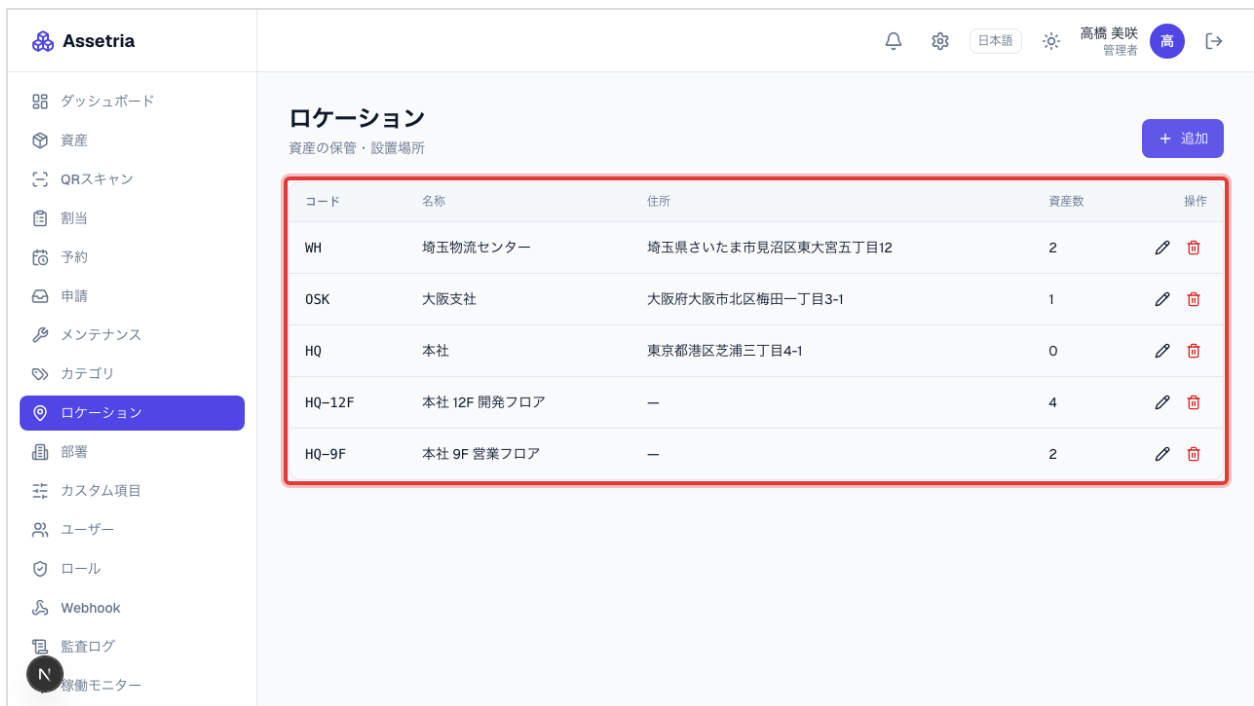 Assetria
日本語
高橋 美咲
管理者
高
ダッシュボード
資産
QRスキャン
割当
予約
申請
メンテナンス
カテゴリ
ロケーション
部署
カスタム項目
ユーザー
ロール
Webhook
監査ログ
N
稼働モニター
ロケーション
資産の保管・設置場所
+ 追加
コード 名称 住所 資産数 操作
WH 埼玉物流センター 埼玉県さいたま市見沼区東大宮五丁目12 2
OSK 大阪支社 大阪府大阪市北区梅田一丁目3-1 1
HQ 本社 東京都港区芝浦三丁目4-1 0
HQ-12F 本社 12F 開発フロア — 4
HQ-9F 本社 9F 営業フロア — 2